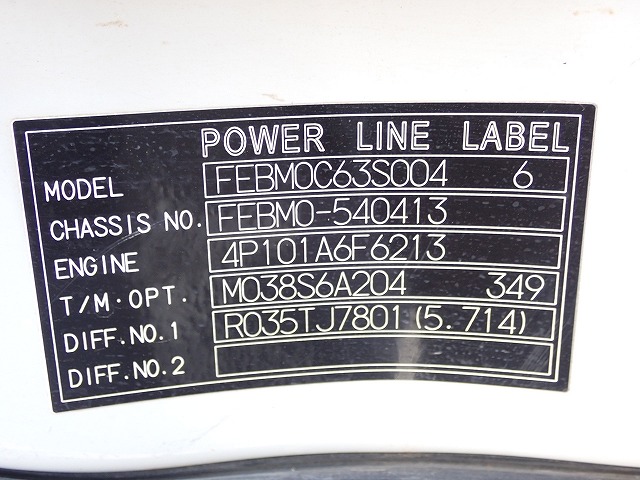 POWER LINE LABEL
MODEL FEBM0C63S004 6
CHASSIS NO. FEBM0-540413
ENGINE 4P101A6F6213
T/M·OPT. M038S6A204 349
DIFF.NO.1 R035TJ7801(5.714)
DIFF.NO.2